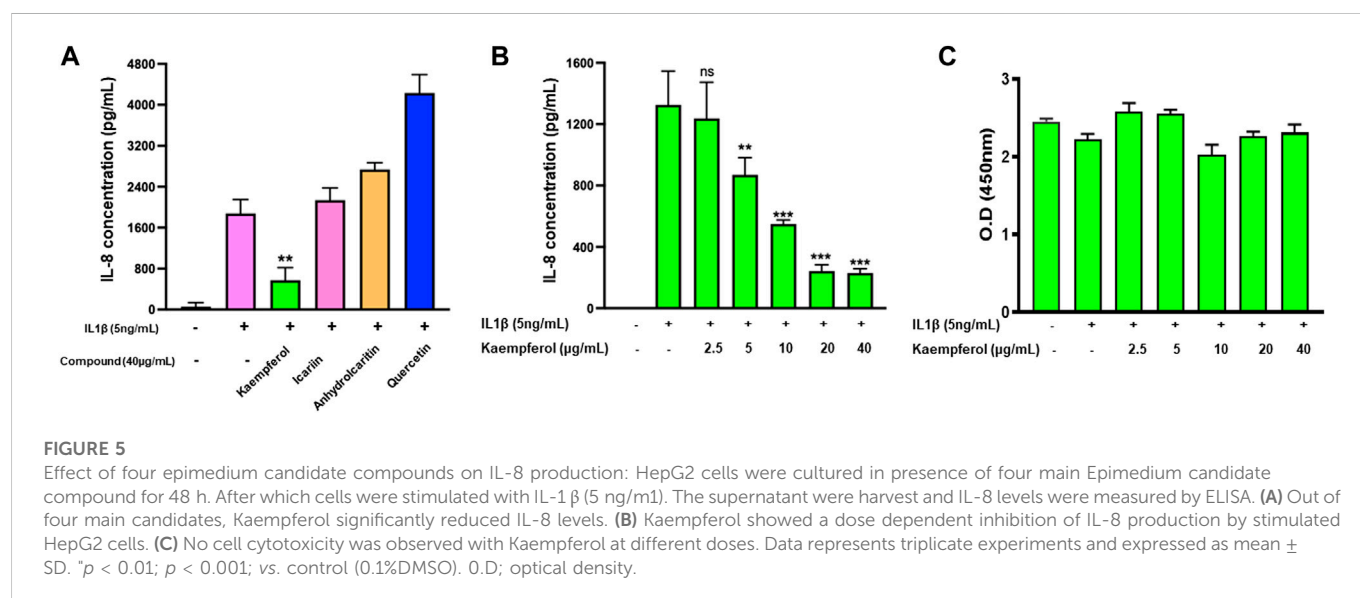 A
IL-8 concentration (pg/mL)
4800
4000
3200
2400
1600
800
0
**
IL1β (5ng/mL) - + + + + +
Compound (40µg/mL) - - Kaempferol Icariin Anhydroicaritin Quercetin
B
IL-8 concentration (pg/mL)
1600
1200
800
400
0
ns
**
***
***
***
IL1β (5ng/mL) - + + + + + +
Kaempferol (µg/mL) - - 2.5 5 10 20 40
C
O.D (450nm)
3
2
1
0
IL1β (5ng/mL) - + + + + + +
Kaempferol (µg/mL) - - 2.5 5 10 20 40
FIGURE 5
Effect of four epimedium candidate compounds on IL-8 production: HepG2 cells were cultured in presence of four main Epimedium candidate
compound for 48 h. After which cells were stimulated with IL-1 β (5 ng/m1). The supernatant were harvest and IL-8 levels were measured by ELISA. (A) Out of
four main candidates, Kaempferol significantly reduced IL-8 levels. (B) Kaempferol showed a dose dependent inhibition of IL-8 production by stimulated
HepG2 cells. (C) No cell cytotoxicity was observed with Kaempferol at different doses. Data represents triplicate experiments and expressed as mean ±
SD. "p < 0.01; p < 0.001; vs. control (0.1%DMSO). 0.D; optical density.